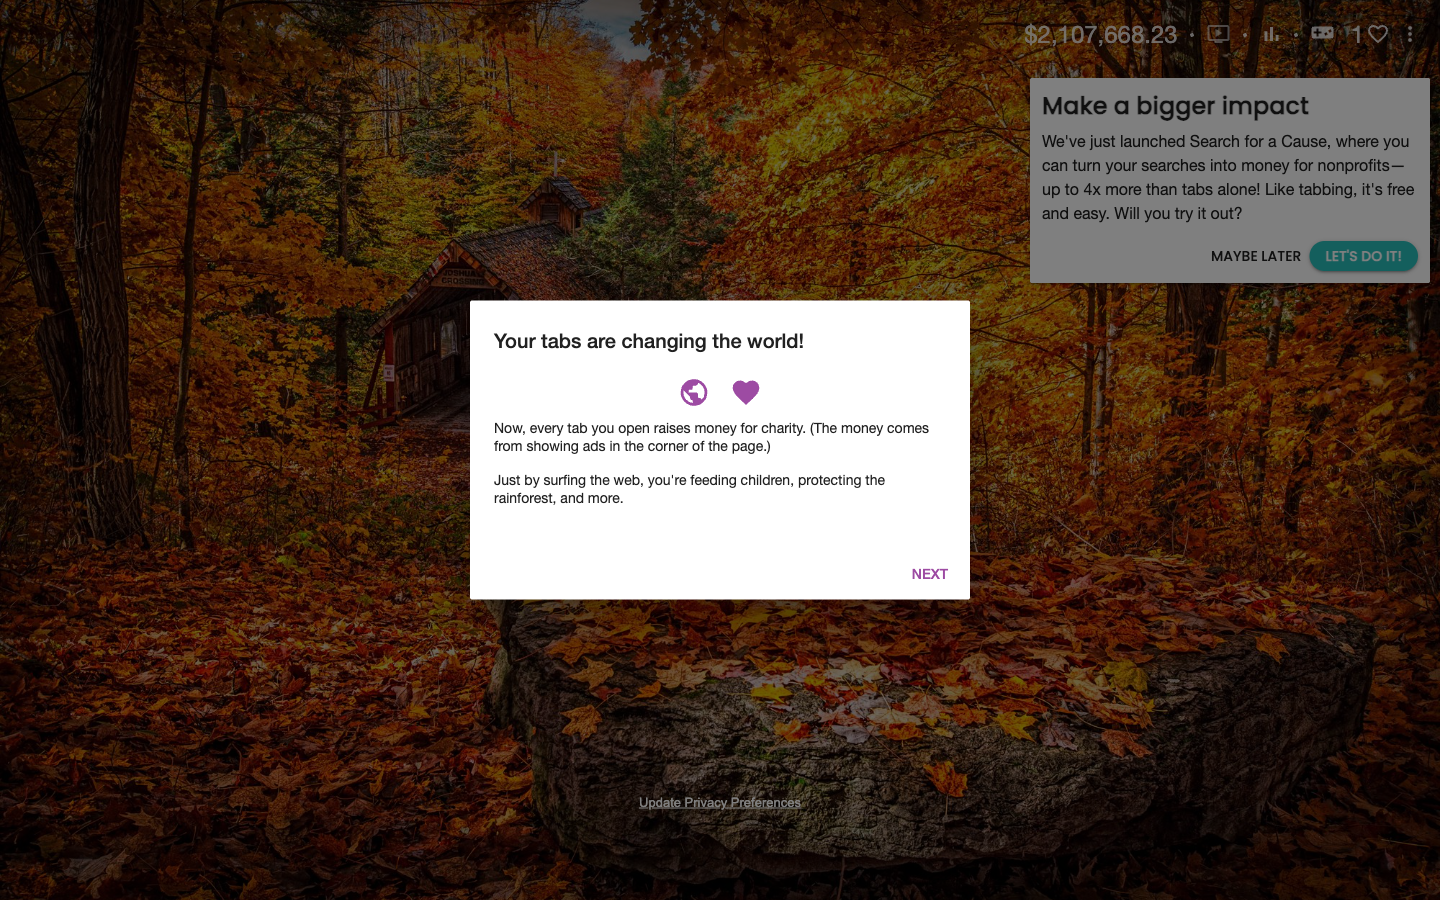 $2,107,668.23
1
Make a bigger impact
We've just launched Search for a Cause, where you
can turn your searches into money for nonprofits—
up to 4x more than tabs alone! Like tabbing, it's free
and easy. Will you try it out?
MAYBE LATER
LET'S DO IT!
Your tabs are changing the world!
Now, every tab you open raises money for charity. (The money comes
from showing ads in the corner of the page.)
Just by surfing the web, you're feeding children, protecting the
rainforest, and more.
NEXT
Update Privacy Preferences